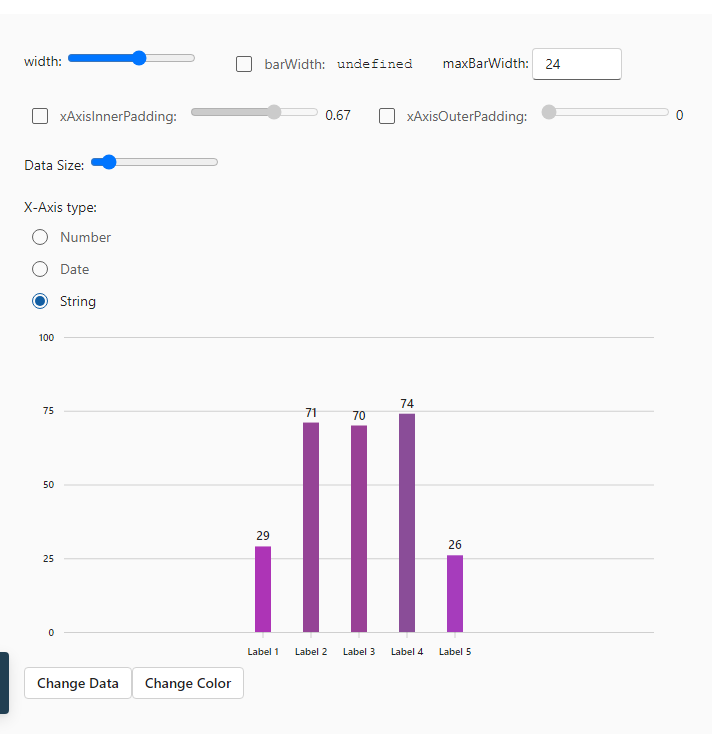 width: barWidth: undefined maxBarWidth: 24
xAxisInnerPadding: 0.67 xAxisOuterPadding: 0
Data Size:
X-Axis type:
Number
Date
String
100
75
50
25
0
29
71
70
74
26
Label 1 Label 2 Label 3 Label 4 Label 5
Change Data Change Color